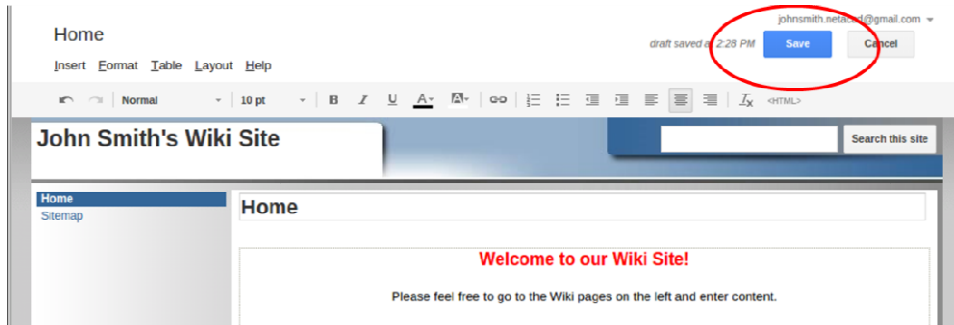 johnsmith.netacad@gmail.com
Home
draft saved at 2:28 PM Save Cancel
Insert Format Table Layout Help
Normal 10 pt B I U A A Ix <HTML>
John Smith's Wiki Site
Search this site
Home
Sitemap
Home
Welcome to our Wiki Site!
Please feel free to go to the Wiki pages on the left and enter content.